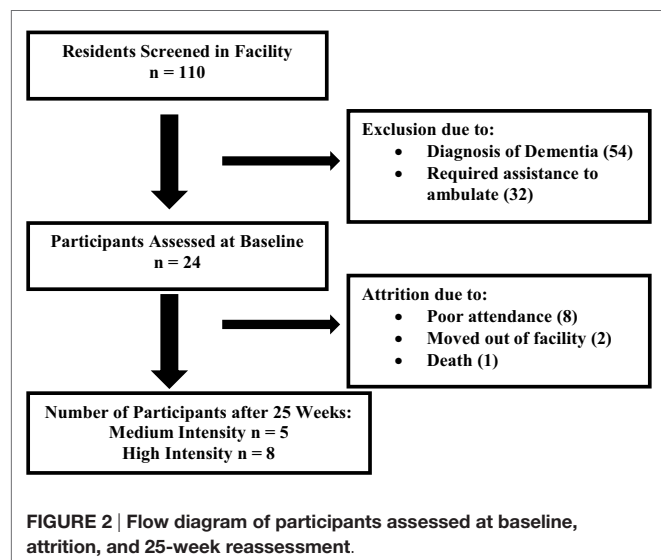 Residents Screened in Facility
n = 110
Exclusion due to:
• Diagnosis of Dementia (54)
• Required assistance to
ambulate (32)
Participants Assessed at Baseline
n = 24
Attrition due to:
• Poor attendance (8)
• Moved out of facility (2)
• Death (1)
Number of Participants after 25 Weeks:
Medium Intensity n = 5
High Intensity n = 8
FIGURE 2 | Flow diagram of participants assessed at baseline,
attrition, and 25-week reassessment.